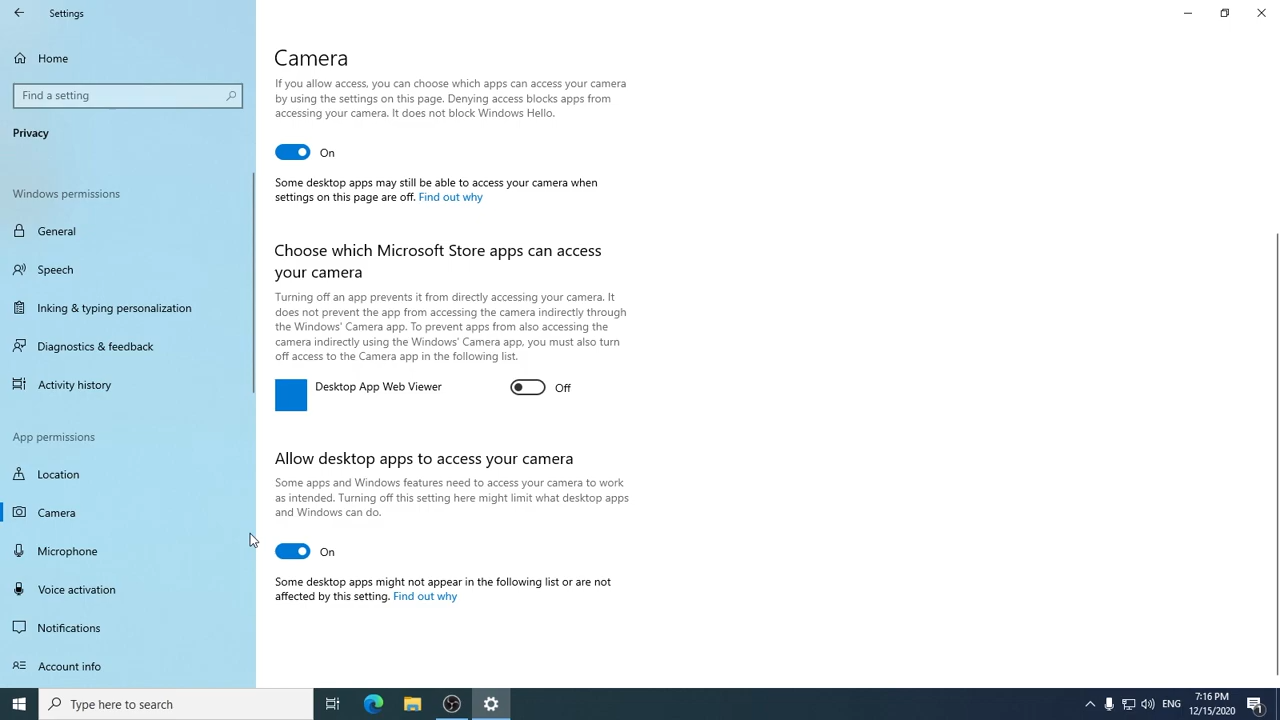 Settings
Home
Find a setting
Privacy
Windows permissions
General
Speech
Inking & typing personalization
Diagnostics & feedback
Activity history
App permissions
Location
Camera
Microphone
Voice activation
Notifications
Account info
Camera
If you allow access, you can choose which apps can access your camera
by using the settings on this page. Denying access blocks apps from
accessing your camera. It does not block Windows Hello.
On
Some desktop apps may still be able to access your camera when
settings on this page are off. Find out why
Choose which Microsoft Store apps can access
your camera
Turning off an app prevents it from directly accessing your camera. It
does not prevent the app from accessing the camera indirectly through
the Windows' Camera app. To prevent apps from also accessing the
camera indirectly using the Windows' Camera app, you must also turn
off access to the Camera app in the following list.
Desktop App Web Viewer
Off
Allow desktop apps to access your camera
Some apps and Windows features need to access your camera to work
as intended. Turning off this setting here might limit what desktop apps
and Windows can do.
On
Some desktop apps might not appear in the following list or are not
affected by this setting. Find out why
Type here to search
ENG
7:16 PM
12/15/2020
1